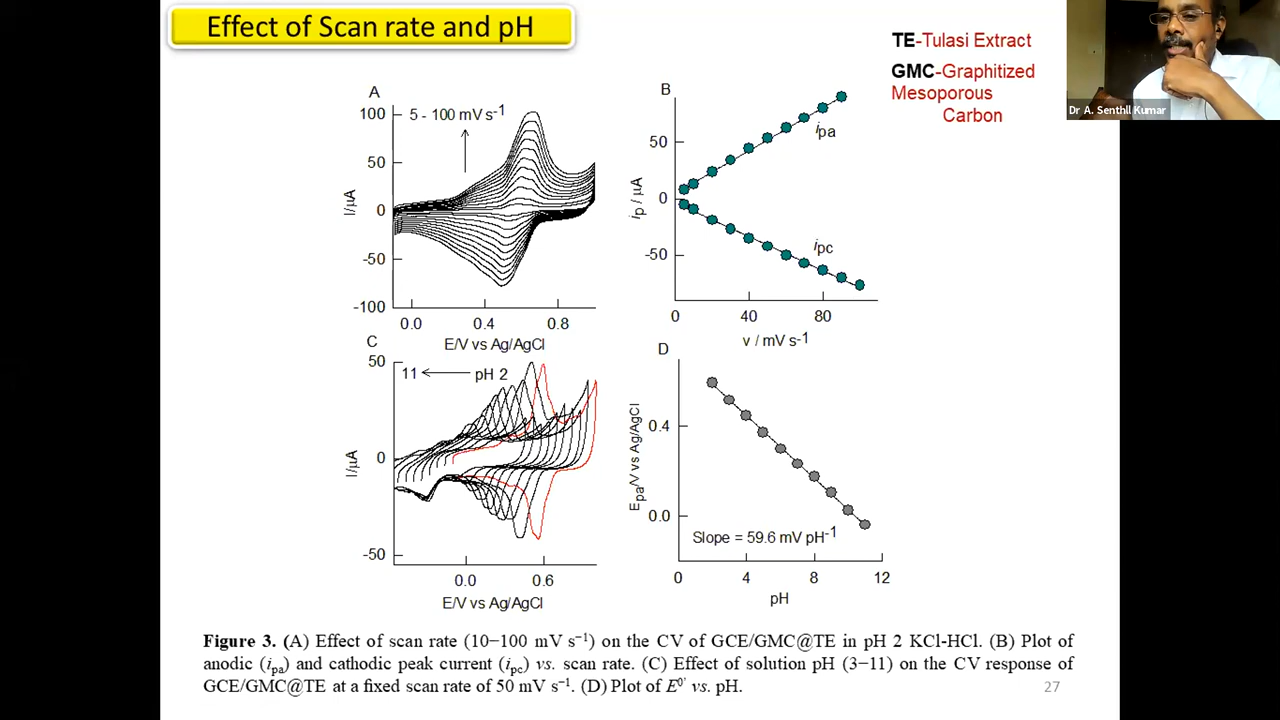 Effect of Scan rate and pH
TE-Tulasi Extract
GMC-Graphitized
Mesoporous
Carbon
Dr A. Senthil Kumar
A
5 - 100 mV s⁻¹
100
50
0
-50
-100
I/μA
0.0 0.4 0.8
E/V vs Ag/AgCl
B
50
0
-50
iₚ / μA
iₚₐ
iₚc
0 40 80
v / mV s⁻¹
C
11 pH 2
50
0
-50
I/μA
0.0 0.6
E/V vs Ag/AgCl
D
0.4
0.0
Eₚₐ/V vs Ag/AgCl
Slope = 59.6 mV pH⁻¹
0 4 8 12
pH
Figure 3. (A) Effect of scan rate (10−100 mV s⁻¹) on the CV of GCE/GMC@TE in pH 2 KCl-HCl. (B) Plot of
anodic (iₚₐ) and cathodic peak current (iₚc) vs. scan rate. (C) Effect of solution pH (3−11) on the CV response of
GCE/GMC@TE at a fixed scan rate of 50 mV s⁻¹. (D) Plot of E⁰' vs. pH.
27